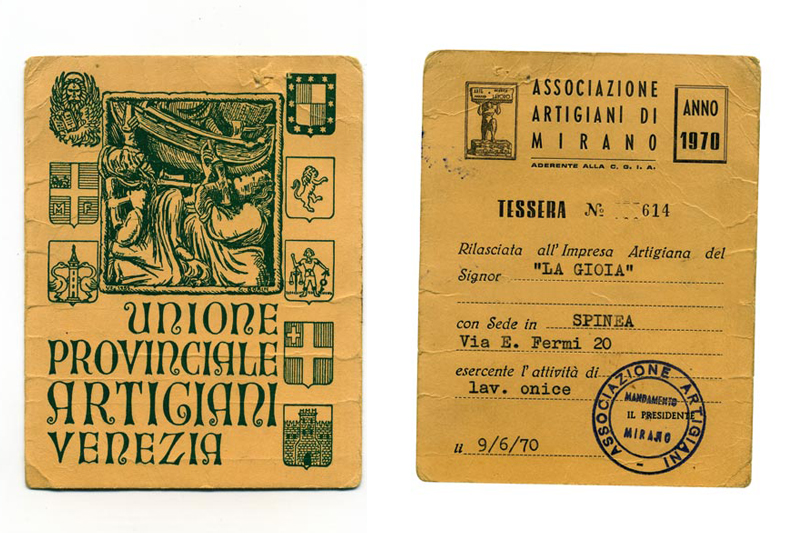 UNIONE
PROVINCIALE
ARTIGIANI
VENEZIA
M F
ASSOCIAZIONE
ARTIGIANI DI
MIRANO
ADERENTE ALLA C. G. I. A.
ANNO
1970
TESSERA № 614
Rilasciata all'Impresa Artigiana del
Signor "LA GIOIA"
con Sede in SPINEA
Via E. Fermi 20
esercente l'attività di
lav. onice
IL PRESIDENTE
ASSOCIAZIONE ARTIGIANI
MANDAMENTO
MIRANO
li 9/6/70